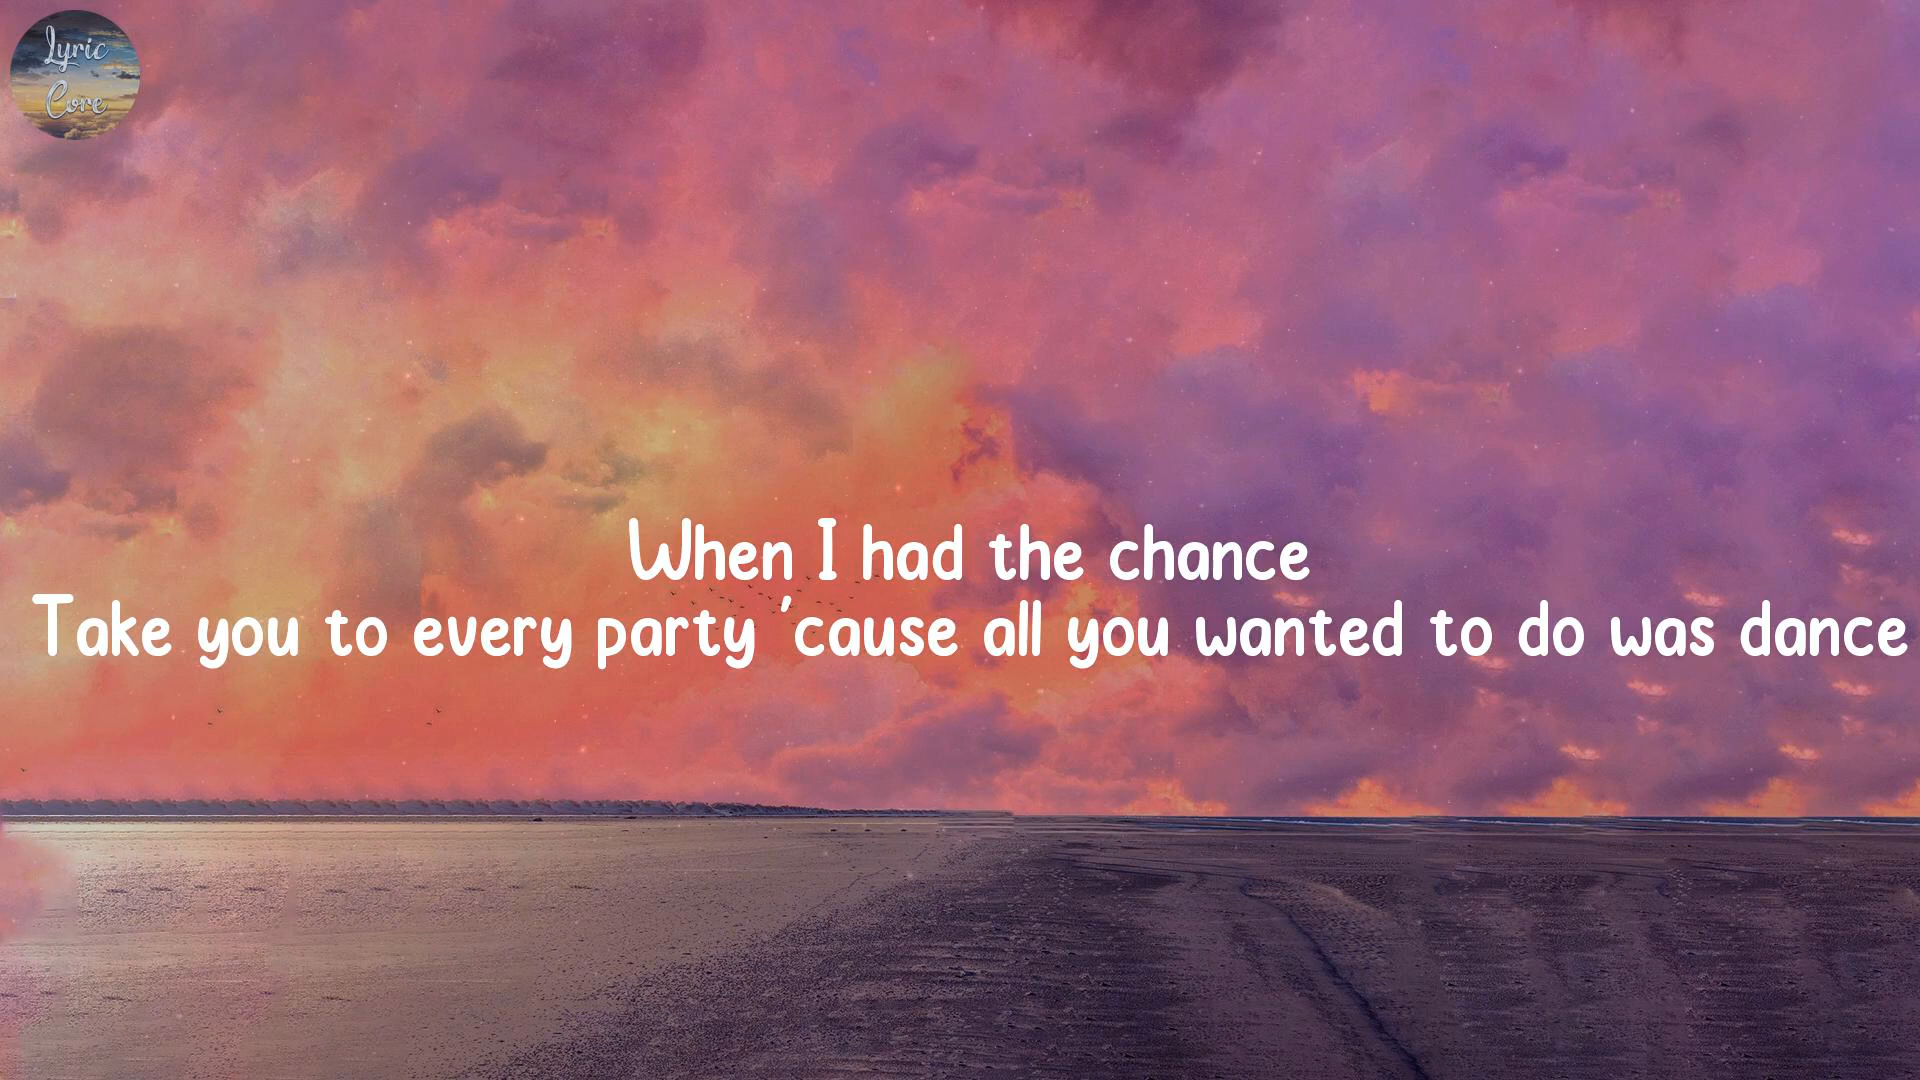 Lyric
Core
When I had the chance
Take you to every party 'cause all you wanted to do was dance